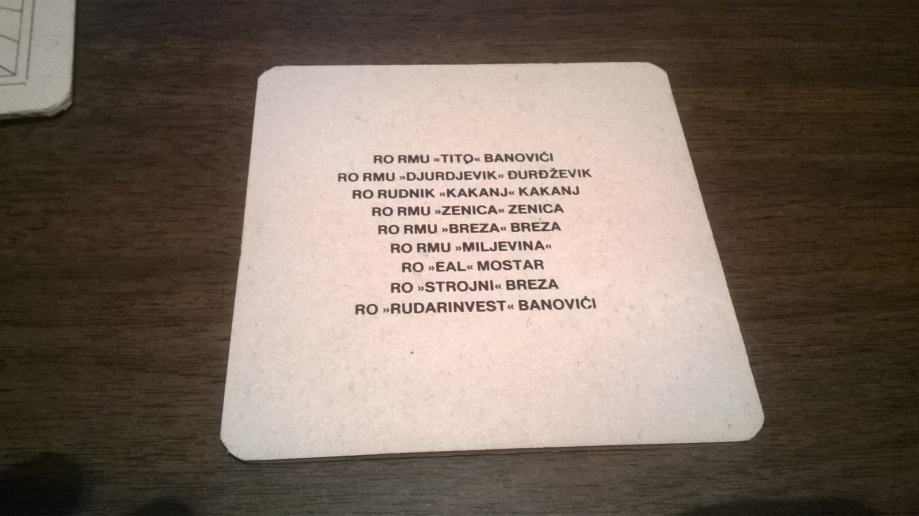 RO RMU »TITO« BANOVIĆI
RO RMU »DJURDJEVIK« ĐURĐŽEVIK
RO RUDNIK »KAKANJ« KAKANJ
RO RMU »ZENICA« ZENICA
RO RMU »BREZA« BREZA
RO RMU »MILJEVINA«
RO »EAL« MOSTAR
RO »STROJNI« BREZA
RO »RUDARINVEST« BANOVIĆI